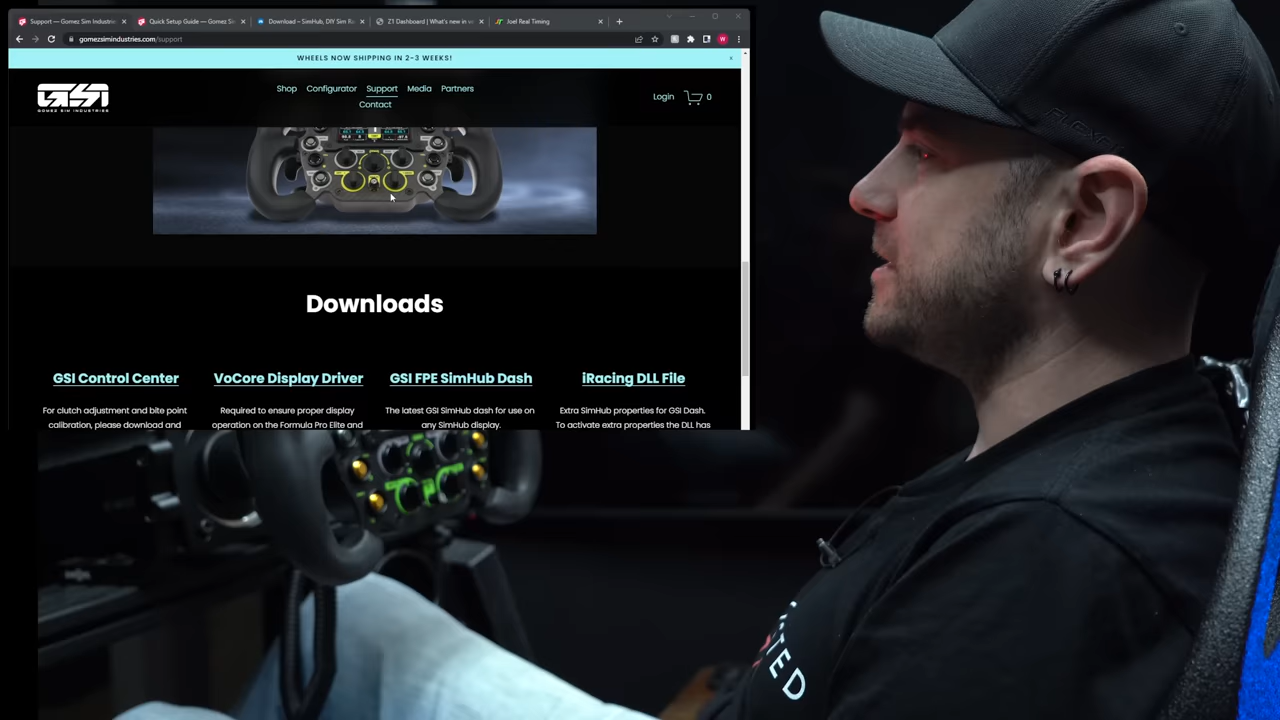 Support — Gomez Sim Industrie
Quick Setup Guide — Gomez Si
Download – SimHub, DIY Sim R
Z1 Dashboard | What's new in v
Joel Real Timing
gomezsimindustries.com/support
W
WHEELS NOW SHIPPING IN 2-3 WEEKS!
x
GSI
GOMEZ SIM INDUSTRIES
Shop
Configurator
Support
Media
Partners
Contact
Login
0
Downloads
GSI Control Center
VoCore Display Driver
GSI FPE SimHub Dash
iRacing DLL File
For clutch adjustment and bite point
calibration, please download and
Required to ensure proper display
operation on the Formula Pro Elite and
The latest GSI SimHub dash for use on
any SimHub display.
Extra SimHub properties for GSI Dash.
To activate extra properties the DLL has
FLEXFIT